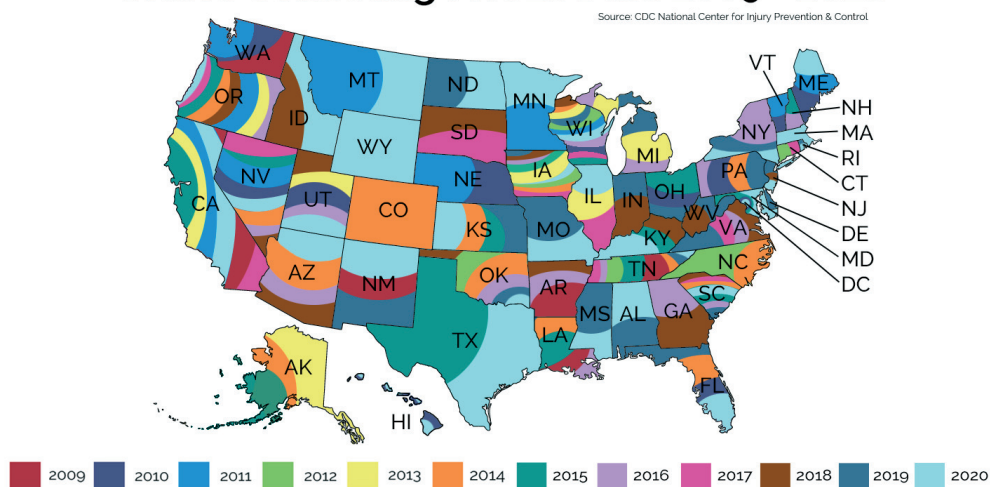 Source: CDC National Center for Injury Prevention & Control
WA
MT
ND
MN
VT
ME
OR
ID
SD
WI
NY
NH
WY
MI
MA
NV
NE
IA
PA
RI
CA
UT
CO
IL
IN
OH
CT
KS
MO
WV
VA
NJ
KY
DE
AZ
NM
OK
AR
TN
NC
MD
SC
DC
MS
AL
GA
TX
LA
AK
FL
HI
2009 2010 2011 2012 2013 2014 2015 2016 2017 2018 2019 2020